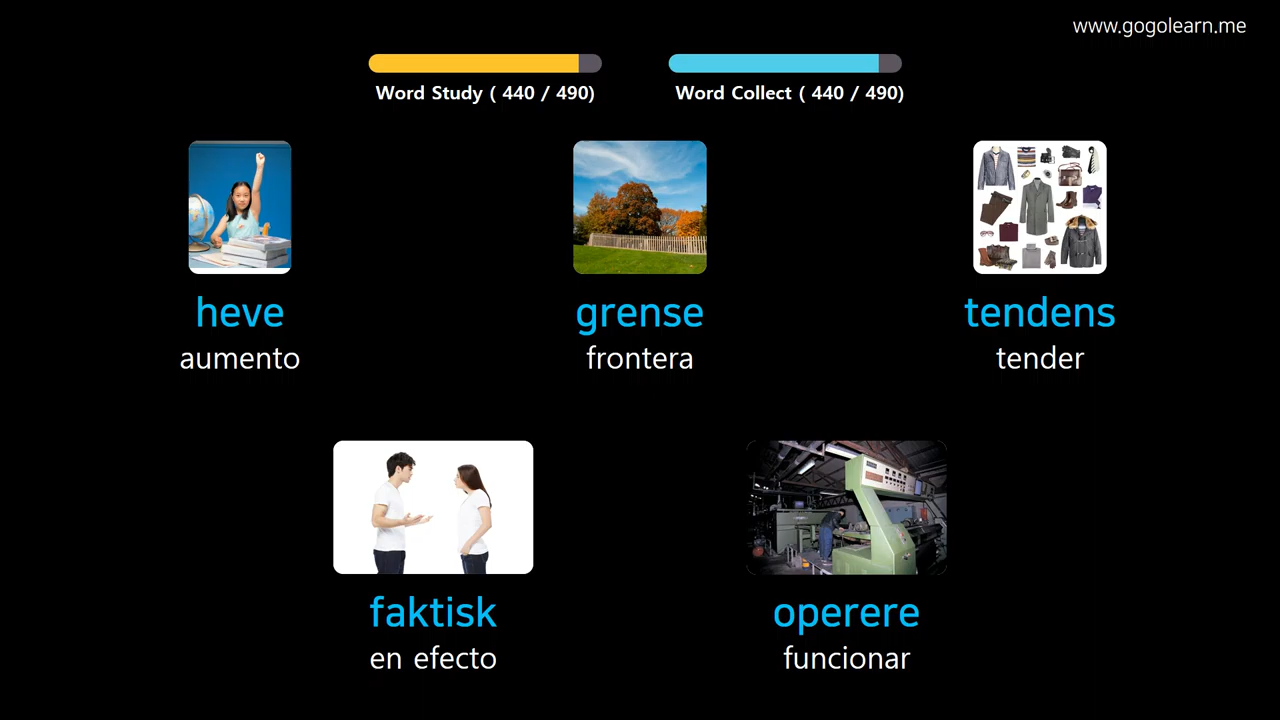 www.gogolearn.me
Word Study ( 440 / 490)
Word Collect ( 440 / 490)
heve
aumento
grense
frontera
tendens
tender
faktisk
en efecto
operere
funcionar